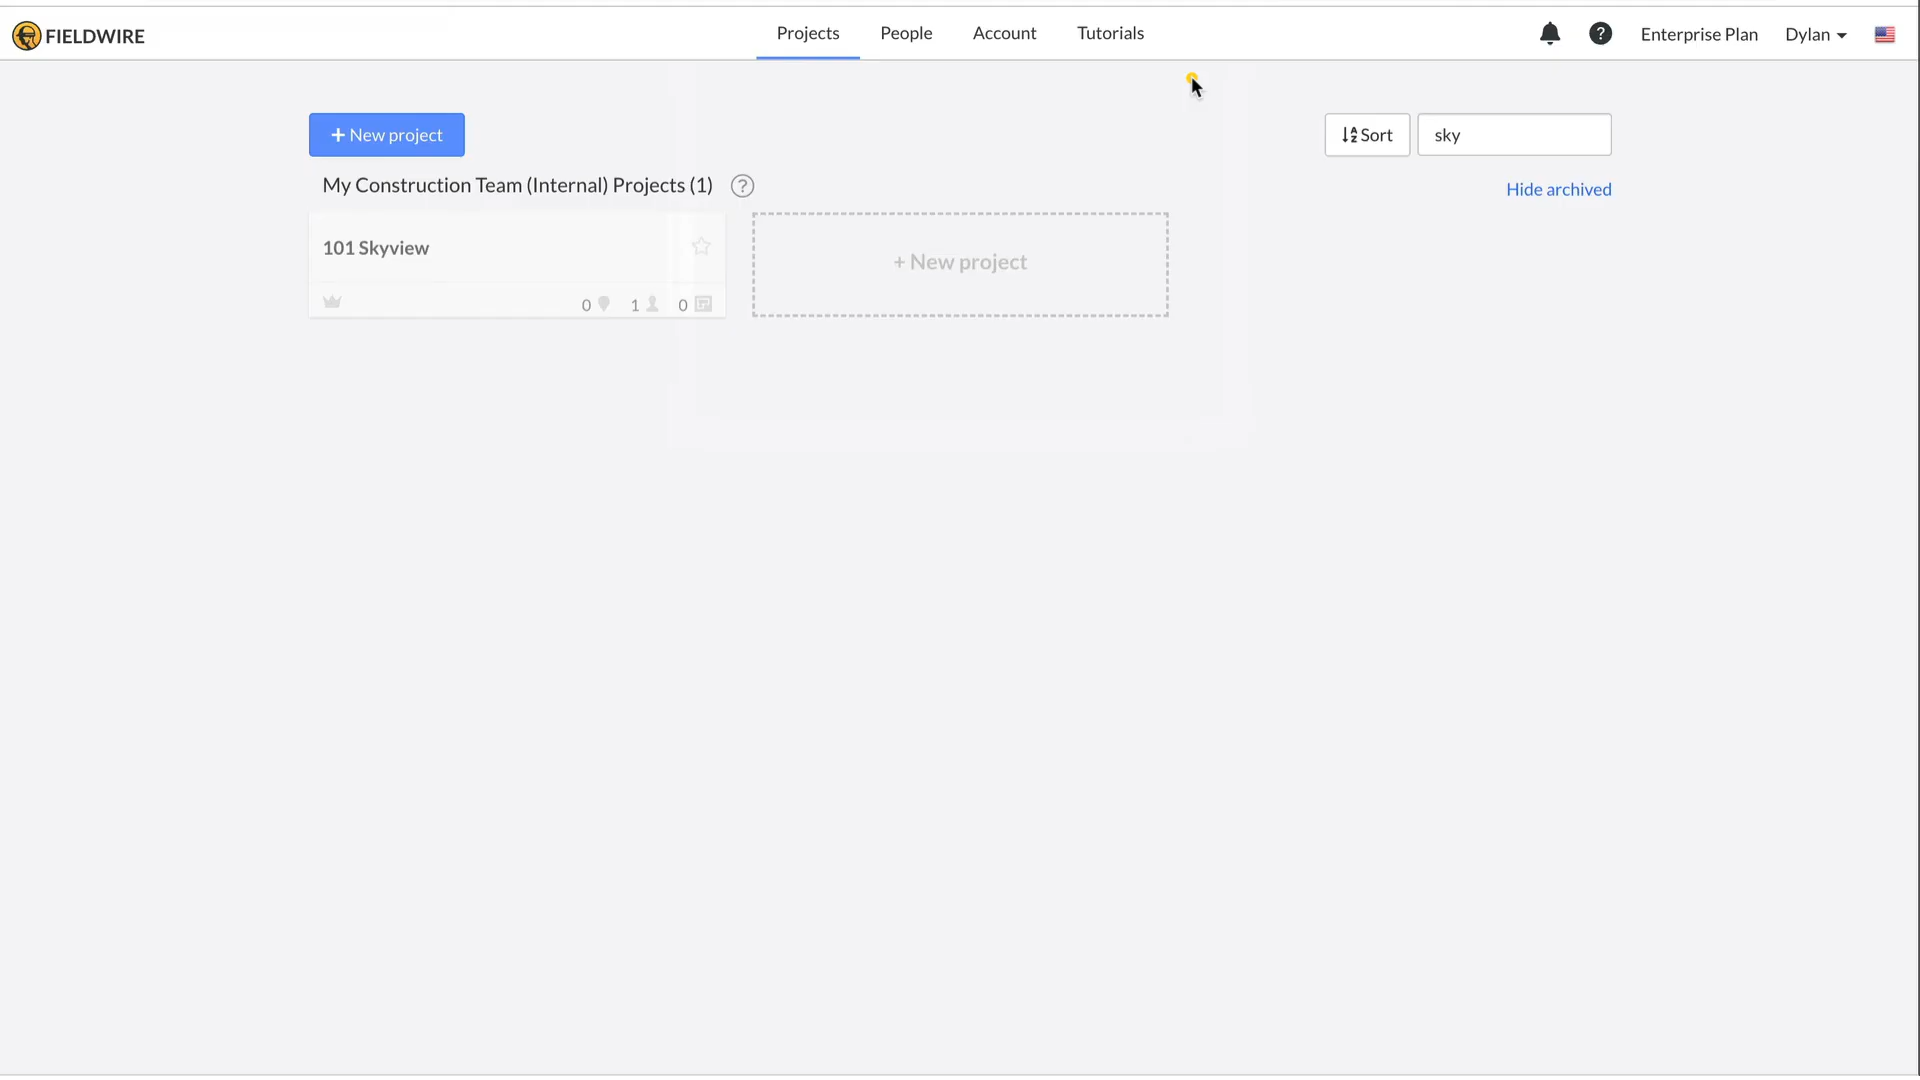 FIELDWIRE
Projects
People
Account
Tutorials
?
Enterprise Plan
Dylan
+ New project
Sort
sky
My Construction Team (Internal) Projects (1)
?
Hide archived
101 Skyview
+ New project
0
1
0